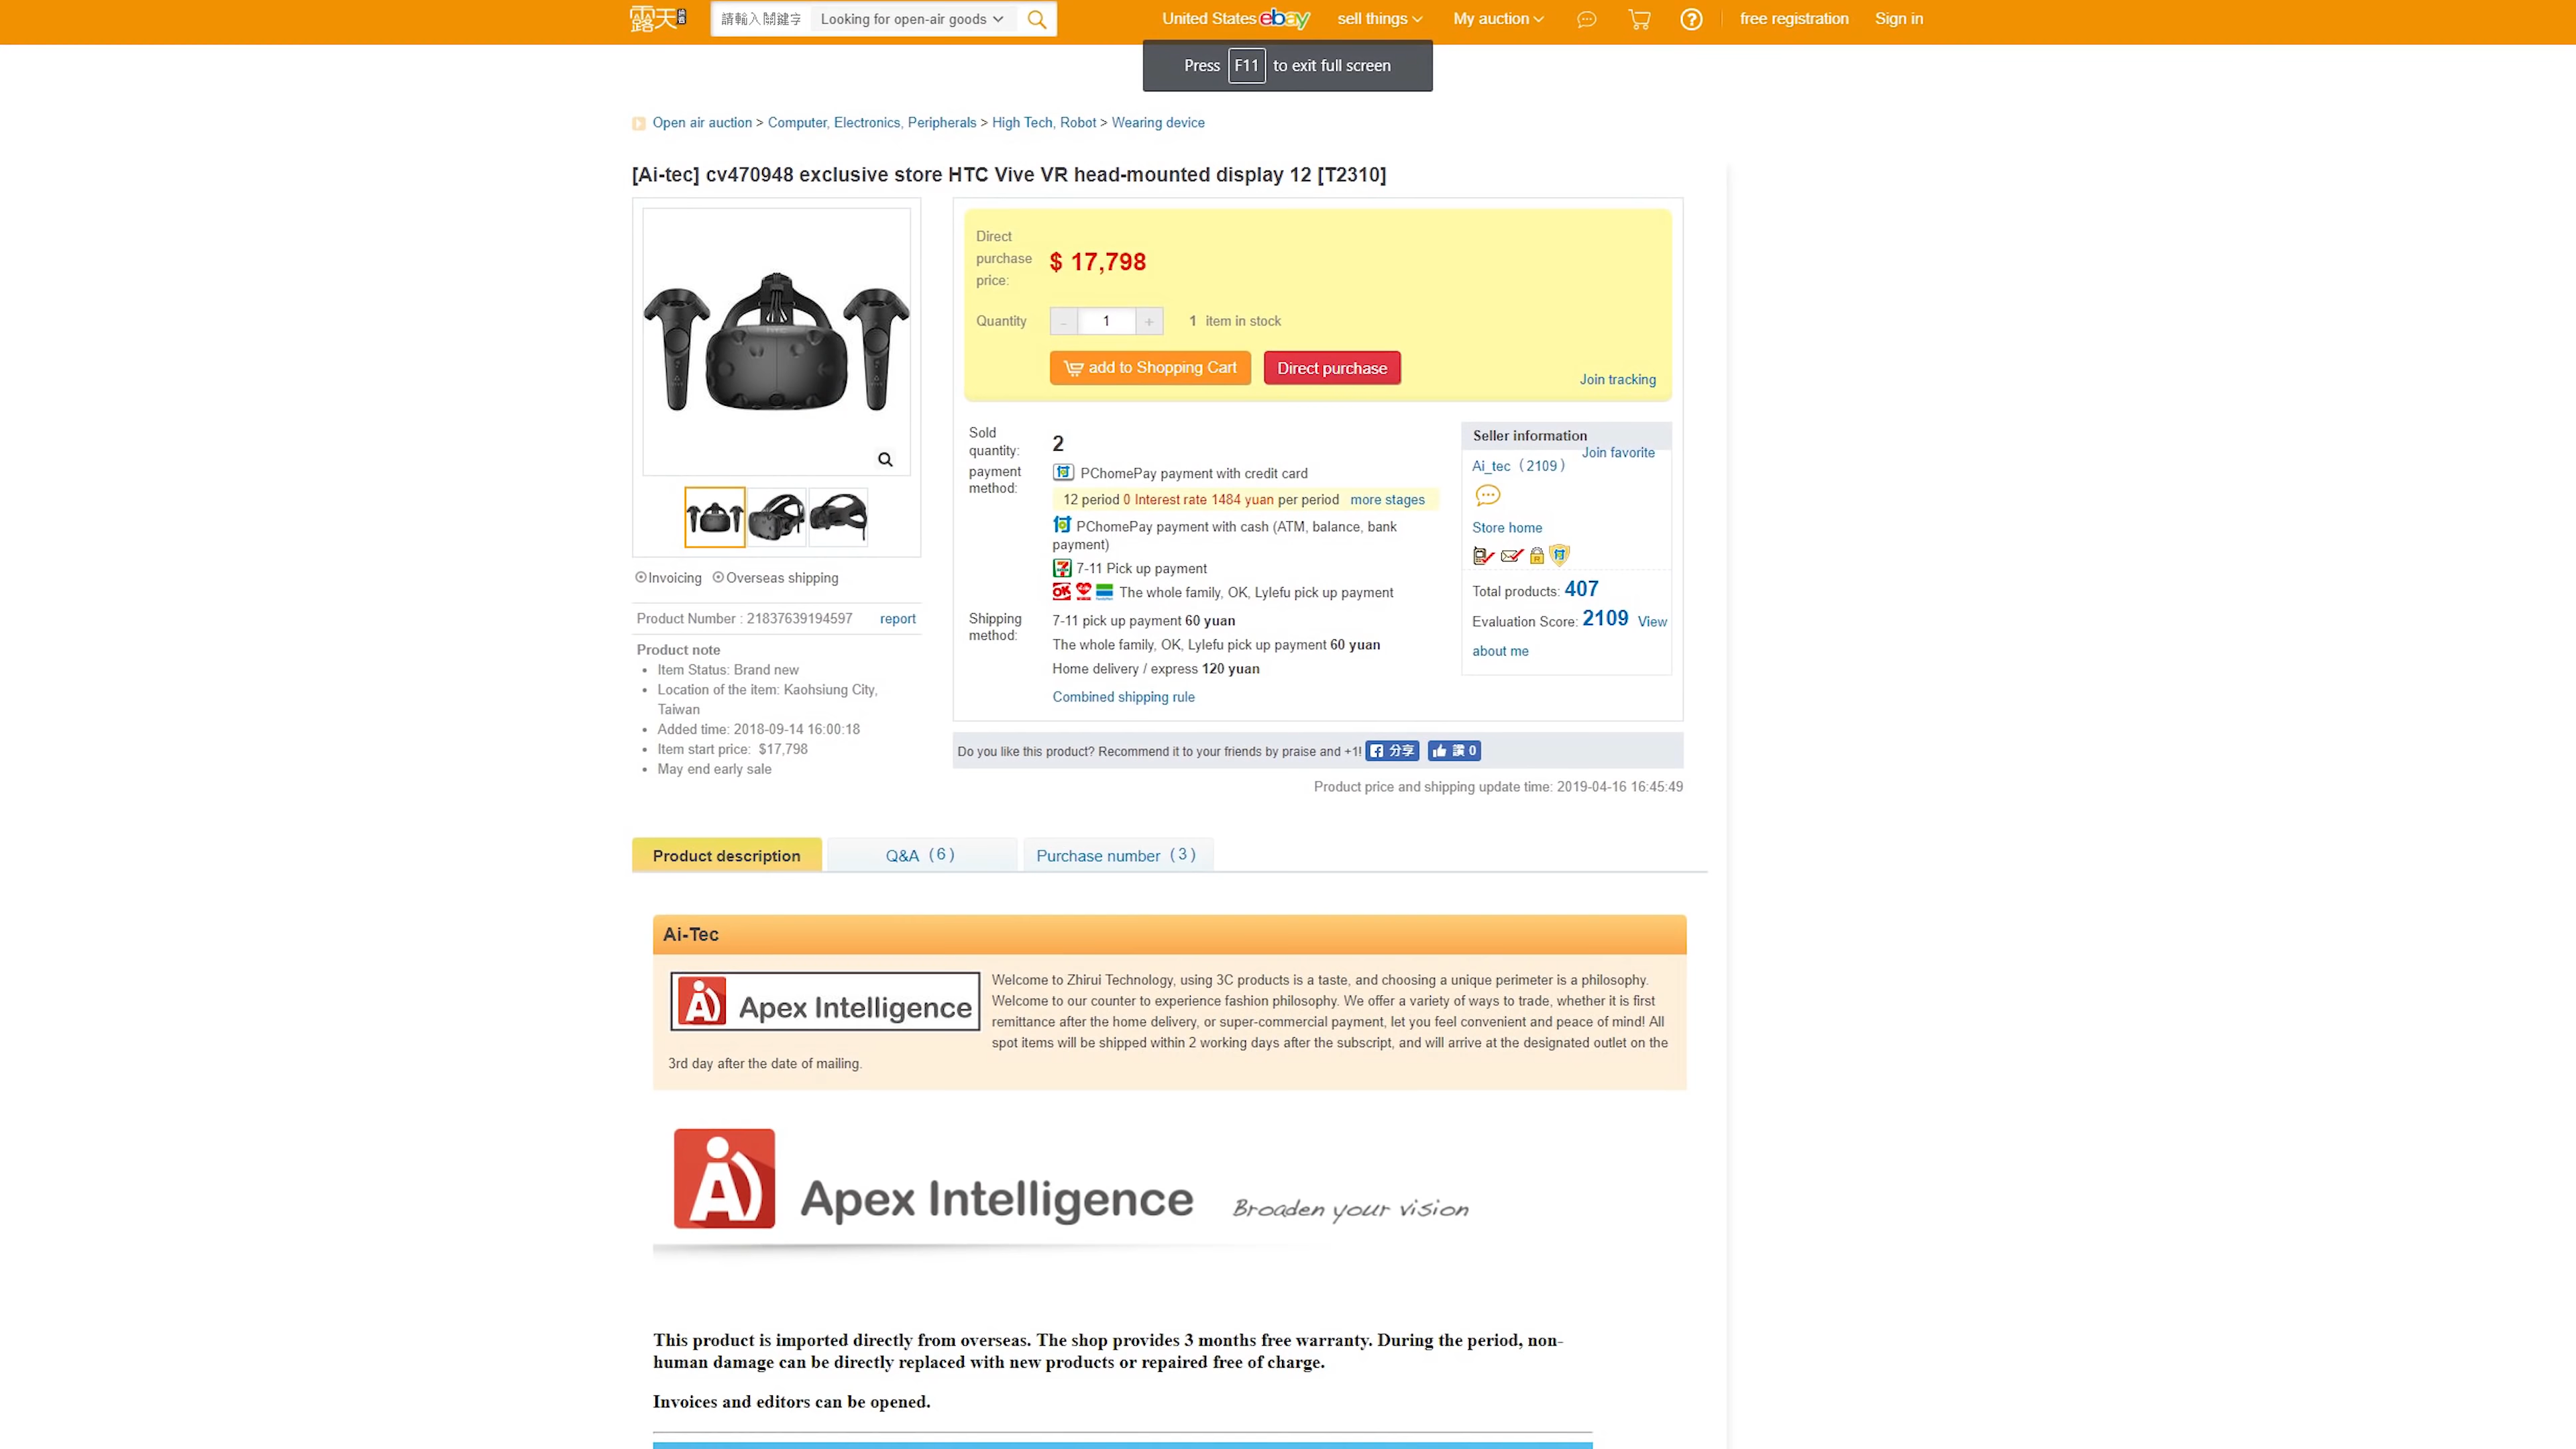 露天
請輸入關鍵字 Looking for open-air goods
United States ebay sell things My auction free registration Sign in
Press F11 to exit full screen
Open air auction > Computer, Electronics, Peripherals > High Tech, Robot > Wearing device
[Ai-tec] cv470948 exclusive store HTC Vive VR head-mounted display 12 [T2310]
Direct purchase price: $ 17,798
Quantity - 1 + 1 item in stock
add to Shopping Cart Direct purchase
Join tracking
Sold quantity: 2
payment method: PChomePay payment with credit card
12 period 0 Interest rate 1484 yuan per period more stages
PChomePay payment with cash (ATM, balance, bank
payment)
7-11 Pick up payment
OK The whole family, OK, Lylefu pick up payment
Shipping method: 7-11 pick up payment 60 yuan
The whole family, OK, Lylefu pick up payment 60 yuan
Home delivery / express 120 yuan
Combined shipping rule
Seller information
Join favorite
Ai_tec (2109)
Store home
Total products: 407
Evaluation Score: 2109 View
about me
Invoicing Overseas shipping
Product Number : 21837639194597 report
Product note
Item Status: Brand new
Location of the item: Kaohsiung City,
Taiwan
Added time: 2018-09-14 16:00:18
Item start price: $17,798
May end early sale
Do you like this product? Recommend it to your friends by praise and +1! 分享 讚 0
Product price and shipping update time: 2019-04-16 16:45:49
Product description Q&A (6) Purchase number (3)
Ai-Tec
Apex Intelligence
Welcome to Zhirui Technology, using 3C products is a taste, and choosing a unique perimeter is a philosophy.
Welcome to our counter to experience fashion philosophy. We offer a variety of ways to trade, whether it is first
remittance after the home delivery, or super-commercial payment, let you feel convenient and peace of mind! All
spot items will be shipped within 2 working days after the subscript, and will arrive at the designated outlet on the
3rd day after the date of mailing.
Apex Intelligence Broaden your vision
This product is imported directly from overseas. The shop provides 3 months free warranty. During the period, non-
human damage can be directly replaced with new products or repaired free of charge.
Invoices and editors can be opened.